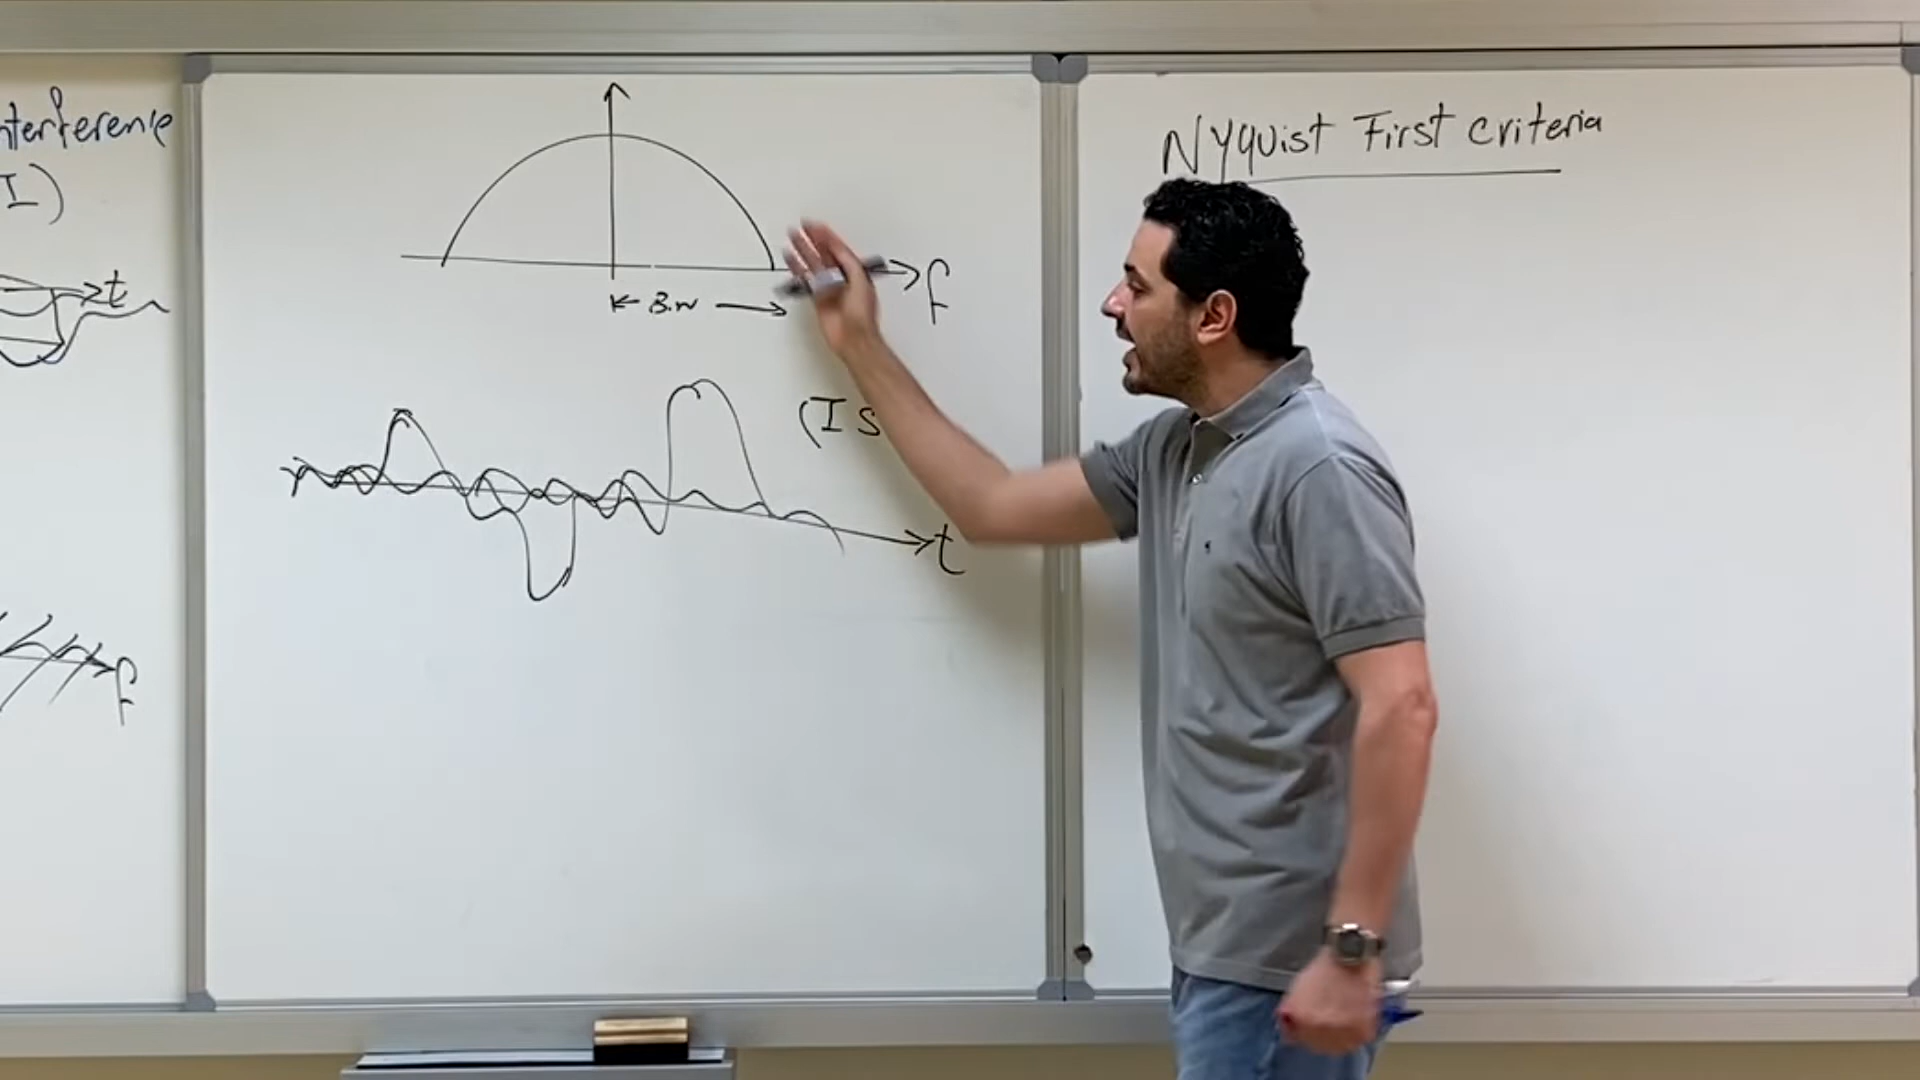 nterference
I)
t
f
f
B.W
(IS
t
Nyquist First criteria